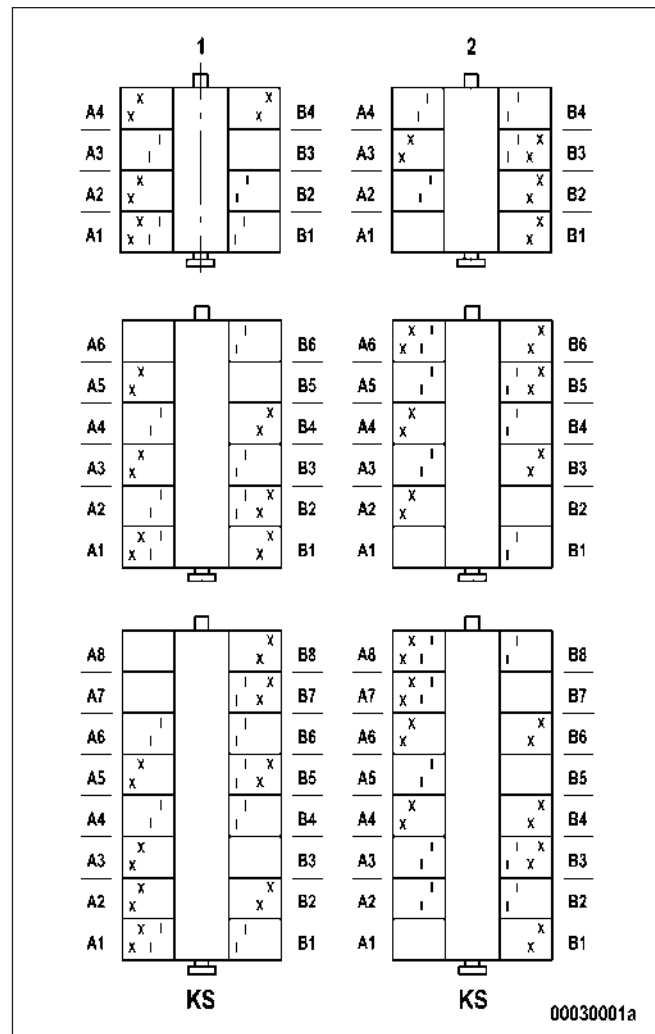 1 2
A4 B4 A4 B4
A3 B3 A3 B3
A2 B2 A2 B2
A1 B1 A1 B1
A6 B6 A6 B6
A5 B5 A5 B5
A4 B4 A4 B4
A3 B3 A3 B3
A2 B2 A2 B2
A1 B1 A1 B1
A8 B8 A8 B8
A7 B7 A7 B7
A6 B6 A6 B6
A5 B5 A5 B5
A4 B4 A4 B4
A3 B3 A3 B3
A2 B2 A2 B2
A1 B1 A1 B1
KS KS
00030001a